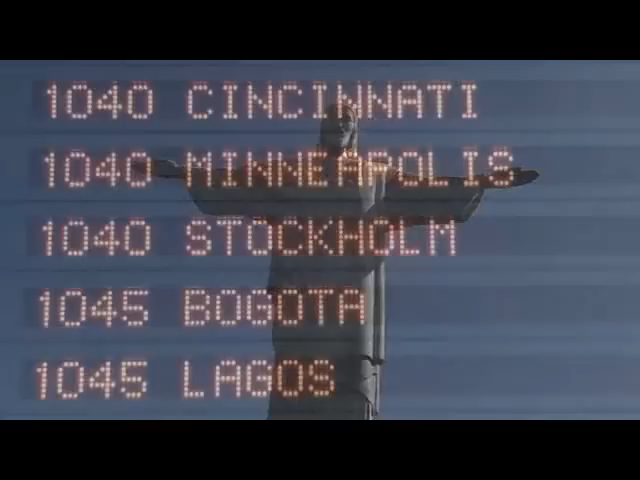 1040 CINCINNATI
1040 MINNEAPOLIS
1040 STOCKHOLM
1045 BOGOTA
1045 LAGOS